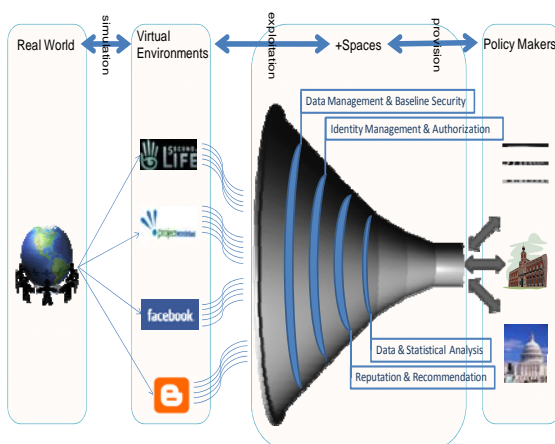 Real World
simulation
Virtual
Environments
exploitation
+Spaces
provision
Policy Makers
Data Management & Baseline Security
Identity Management & Authorization
SECOND
LIFE
project
facebook
Data & Statistical Analysis
Reputation & Recommendation